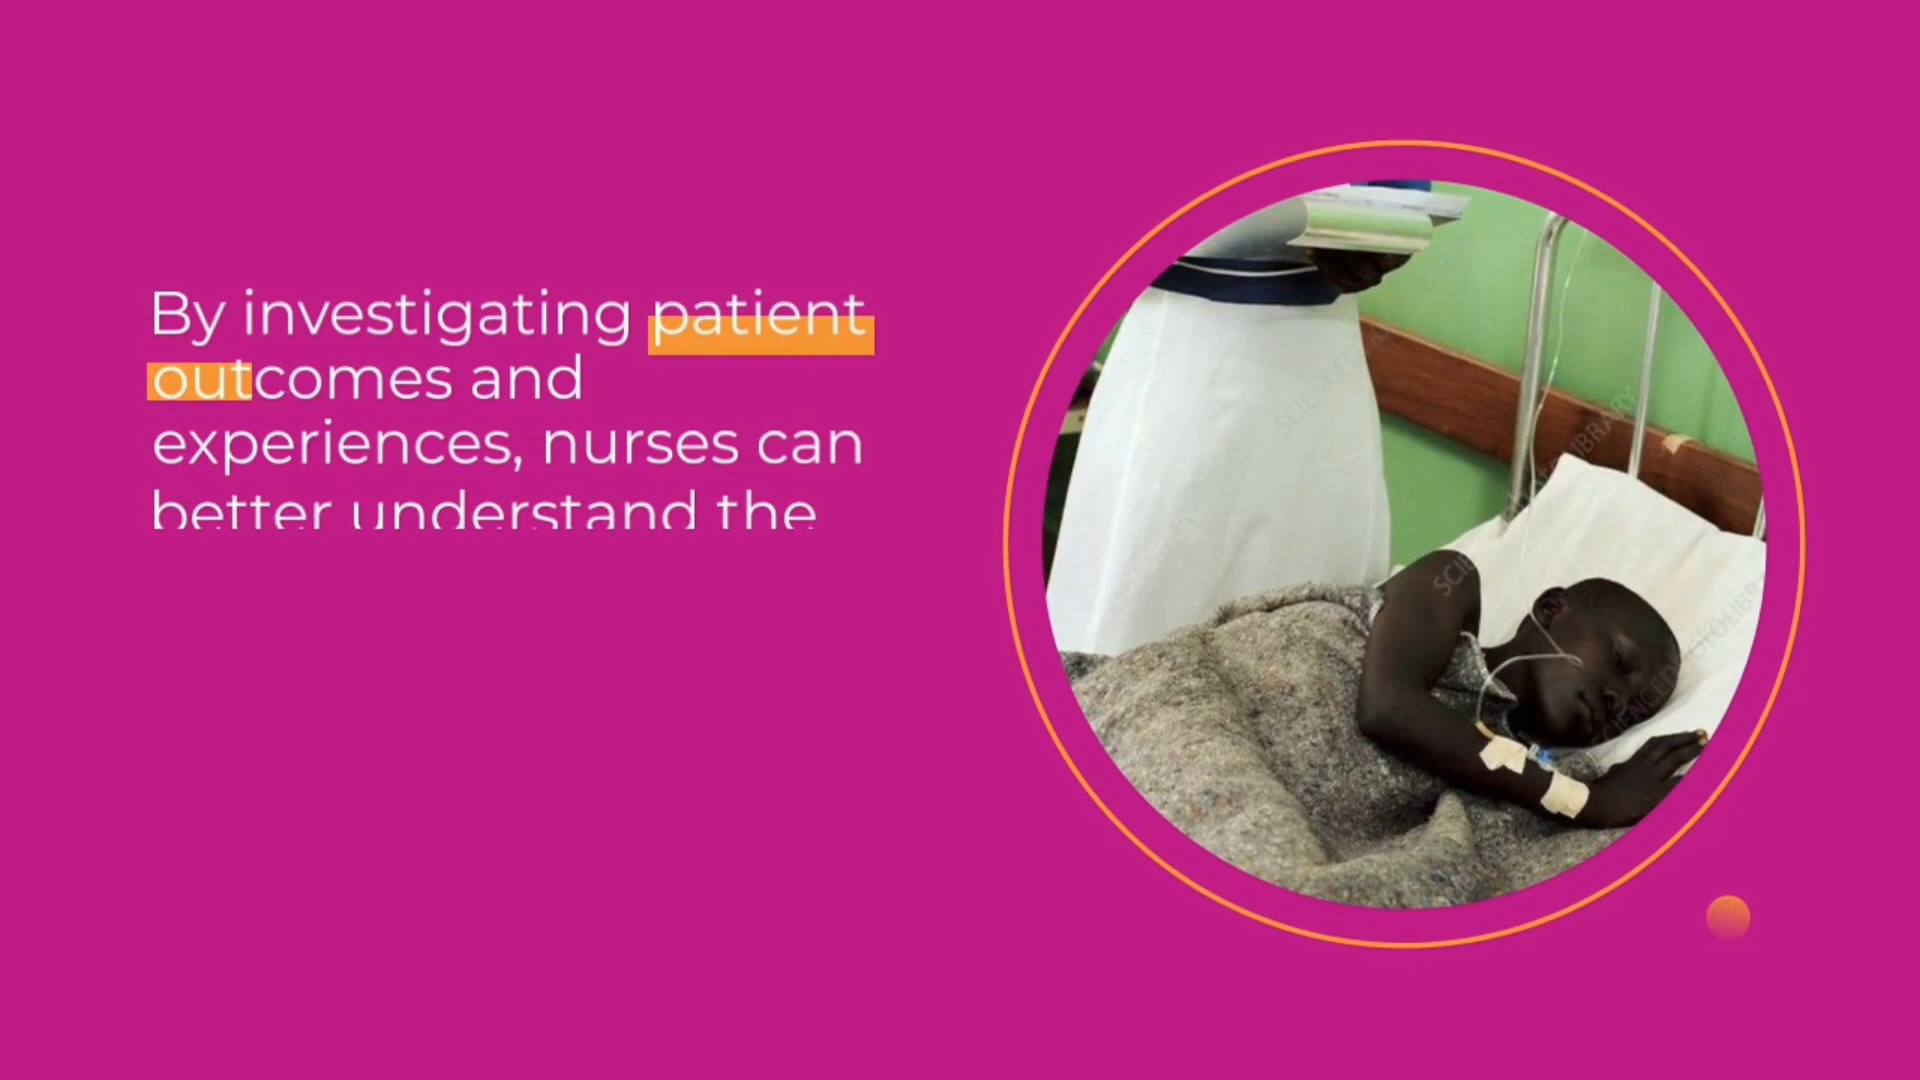 By investigating patient
outcomes and
experiences, nurses can
better understand the